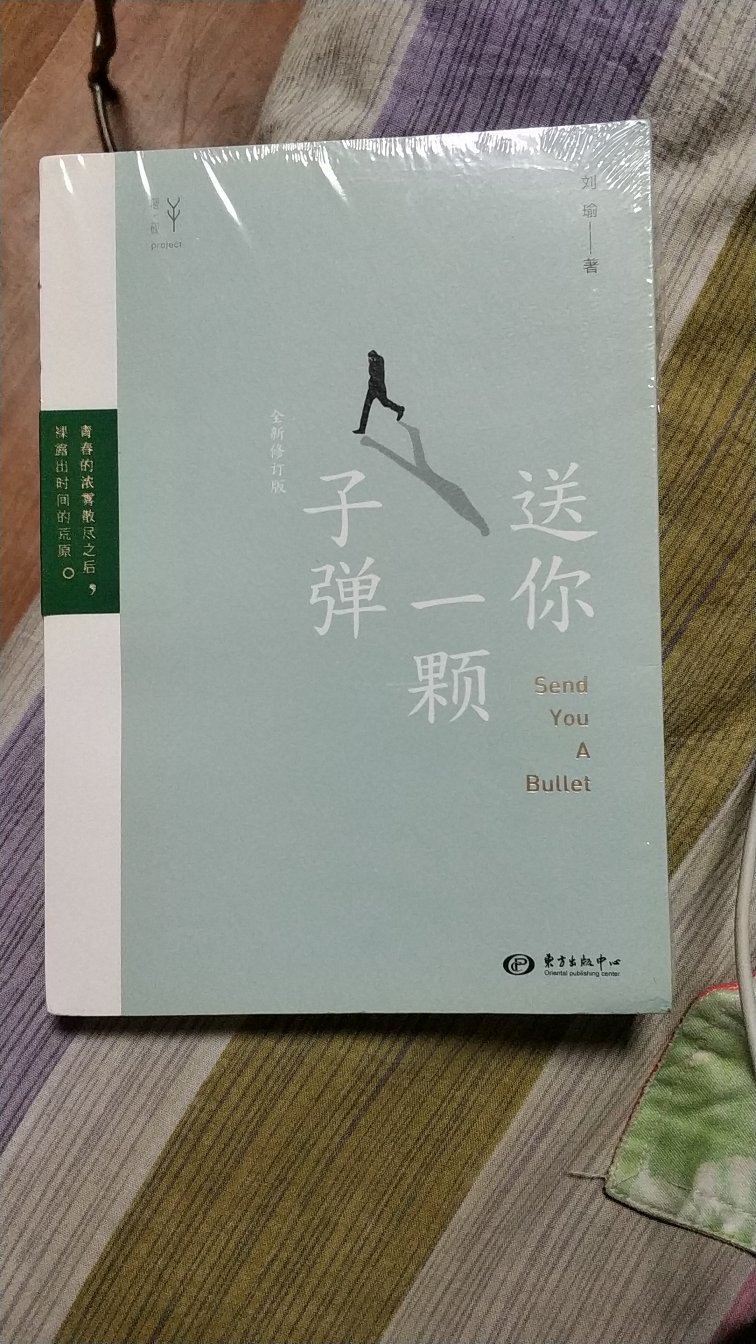 刘瑜——著
送你
一颗
子弹
全新修订版
Send
You
A
Bullet
project
青春的浓雾散尽之后,
裸露出时间的荒原。
東方出版中心
Oriental publishing center